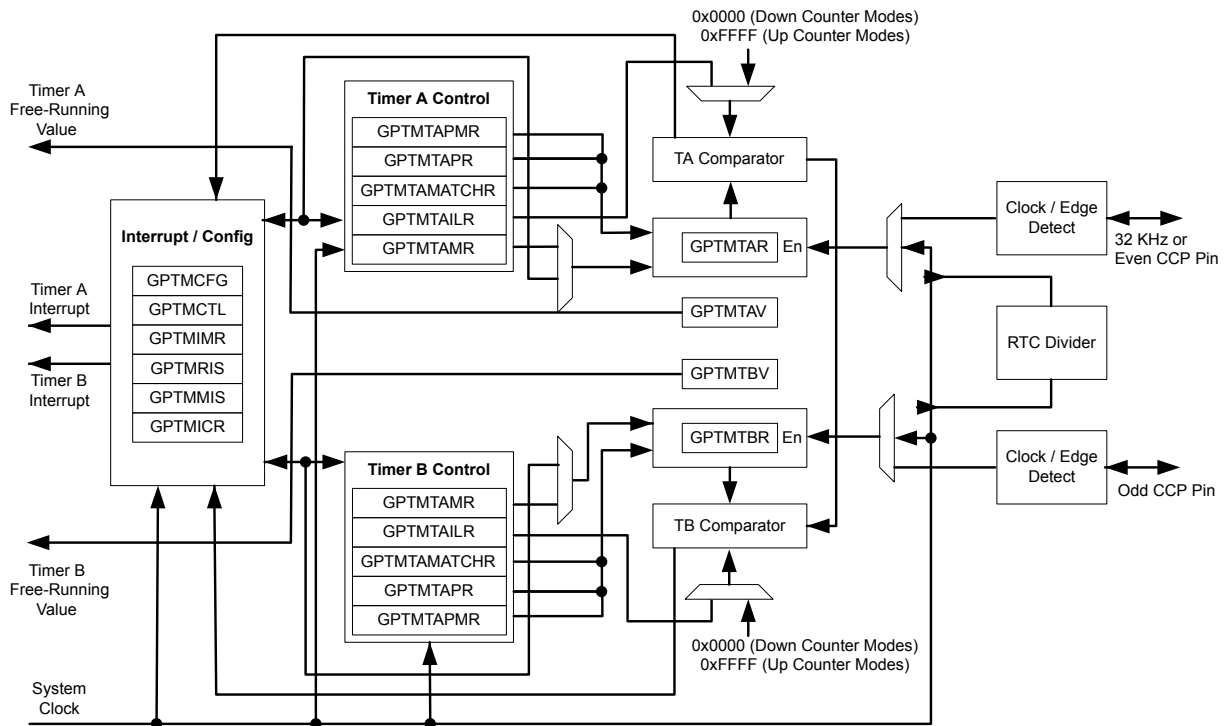 0x0000 (Down Counter Modes)
0xFFFF (Up Counter Modes)
Timer A
Free-Running
Value
Timer A Control
GPTMTAPMR
GPTMTAPR
GPTMTAMATCHR
GPTMTAILR
GPTMTAMR
TA Comparator
GPTMTAR
En
Clock / Edge
Detect
32 KHz or
Even CCP Pin
Interrupt / Config
GPTMCFG
GPTMCTL
GPTMIMR
GPTMRIS
GPTMMIS
GPTMICR
Timer A
Interrupt
Timer B
Interrupt
GPTMTAV
RTC Divider
GPTMTBV
GPTMTBR
En
Clock / Edge
Detect
Odd CCP Pin
Timer B Control
GPTMTAMR
GPTMTAILR
GPTMTAMATCHR
GPTMTAPR
GPTMTAPMR
TB Comparator
Timer B
Free-Running
Value
0x0000 (Down Counter Modes)
0xFFFF (Up Counter Modes)
System
Clock